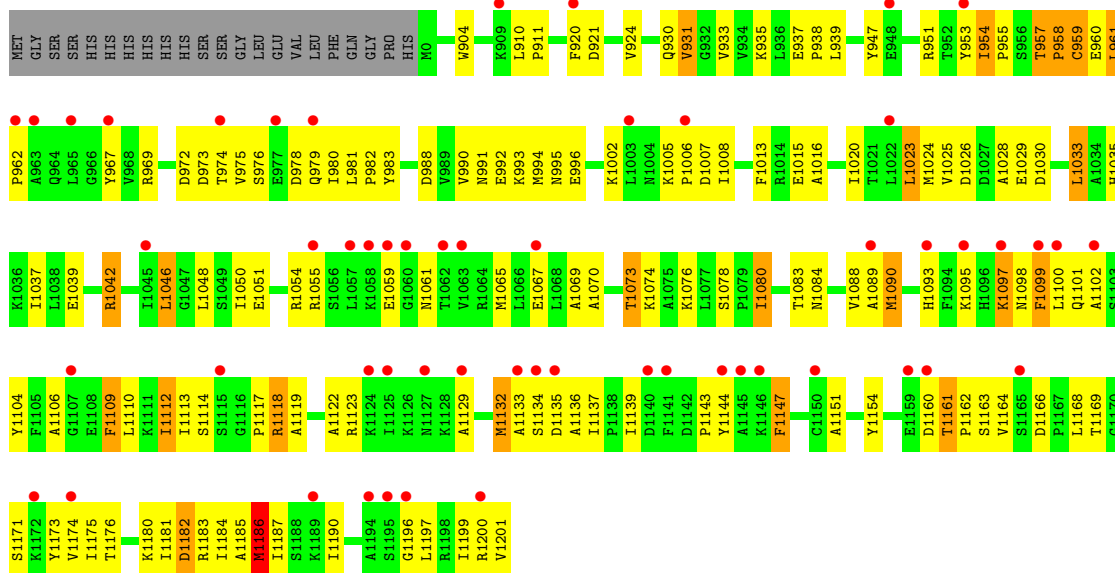 MET GLY SER SER HIS HIS HIS HIS HIS HIS SER SER GLY LEU GLU VAL LEU PHE GLN GLY PRO HIS M0 W904 K909 L910 P911 F920 D921 V924 Q930 V931 G932 V933 V934 K935 L936 E937 P938 L939 Y947 E948 R951 T952 Y953 I954 P955 S956 T957 P958 C959 E960
P962 A963 Q964 L965 G966 Y967 V968 R969 D972 D973 T974 V975 S976 E977 D978 Q979 I980 L981 P982 Y983 D988 V989 V990 N991 E992 K993 M994 N995 E996 K1002 L1003 N1004 K1005 P1006 D1007 I1008 F1013 R1014 E1015 A1016 I1020 T1021 L1022 L1023 M1024 V1025 D1026 D1027 A1028 E1029 D1030 L1033 A1034 H1035
K1036 I1037 L1038 E1039 R1042 I1045 L1046 G1047 L1048 S1049 I1050 E1051 R1054 R1055 S1056 L1057 K1058 E1059 G1060 N1061 T1062 V1063 R1064 M1065 L1066 E1067 L1068 A1069 A1070 T1073 K1074 A1075 K1076 L1077 S1078 P1079 I1080 T1083 N1084 V1088 A1089 M1090 H1093 F1094 K1095 H1096 K1097 N1098 F1099 L1100 Q1101 A1102 S1103
Y1104 F1105 A1106 G1107 E1108 F1109 L1110 K1111 I1112 I1113 S1114 S1115 G1116 P1117 R1118 A1119 A1122 R1123 K1124 I1125 K1126 N1127 K1128 A1129 M1132 A1133 S1134 D1135 A1136 I1137 P1138 I1139 D1140 F1141 D1142 P1143 Y1144 A1145 K1146 F1147 C1150 A1151 Y1154 E1159 D1160 T1161 P1162 S1163 V1164 S1165 D1166 P1167 L1168 T1169
S1171 K1172 Y1173 V1174 I1175 T1176 K1180 I1181 D1182 R1183 I1184 A1185 M1186 I1187 S1188 K1189 I1190 A1194 S1195 G1196 L1197 R1198 I1199 R1200 V1201